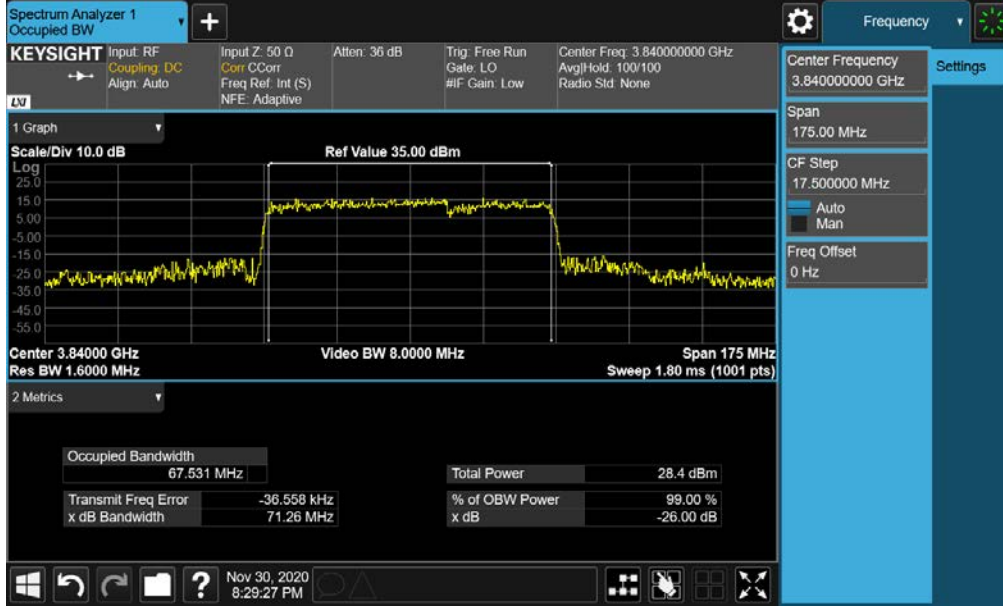 Spectrum Analyzer 1
Occupied BW
+
Frequency
KEYSIGHT
Input: RF
Coupling: DC
Align: Auto
Input Z: 50 Ω
Corr CCorr
Freq Ref: Int (S)
NFE: Adaptive
Atten: 36 dB
Trig: Free Run
Gate: LO
#IF Gain: Low
Center Freq: 3.840000000 GHz
Avg|Hold: 100/100
Radio Std: None
LXI
Center Frequency
3.840000000 GHz
Settings
Span
175.00 MHz
CF Step
17.500000 MHz
Auto
Man
Freq Offset
0 Hz
1 Graph
Scale/Div 10.0 dB
Ref Value 35.00 dBm
Log
25.0
15.0
5.00
-5.00
-15.0
-25.0
-35.0
-45.0
-55.0
Center 3.84000 GHz
Video BW 8.0000 MHz
Span 175 MHz
Res BW 1.6000 MHz
Sweep 1.80 ms (1001 pts)
2 Metrics
Occupied Bandwidth
67.531 MHz
Total Power 28.4 dBm
Transmit Freq Error -36.558 kHz
% of OBW Power 99.00 %
x dB Bandwidth 71.26 MHz
x dB -26.00 dB
?
Nov 30, 2020
8:29:27 PM